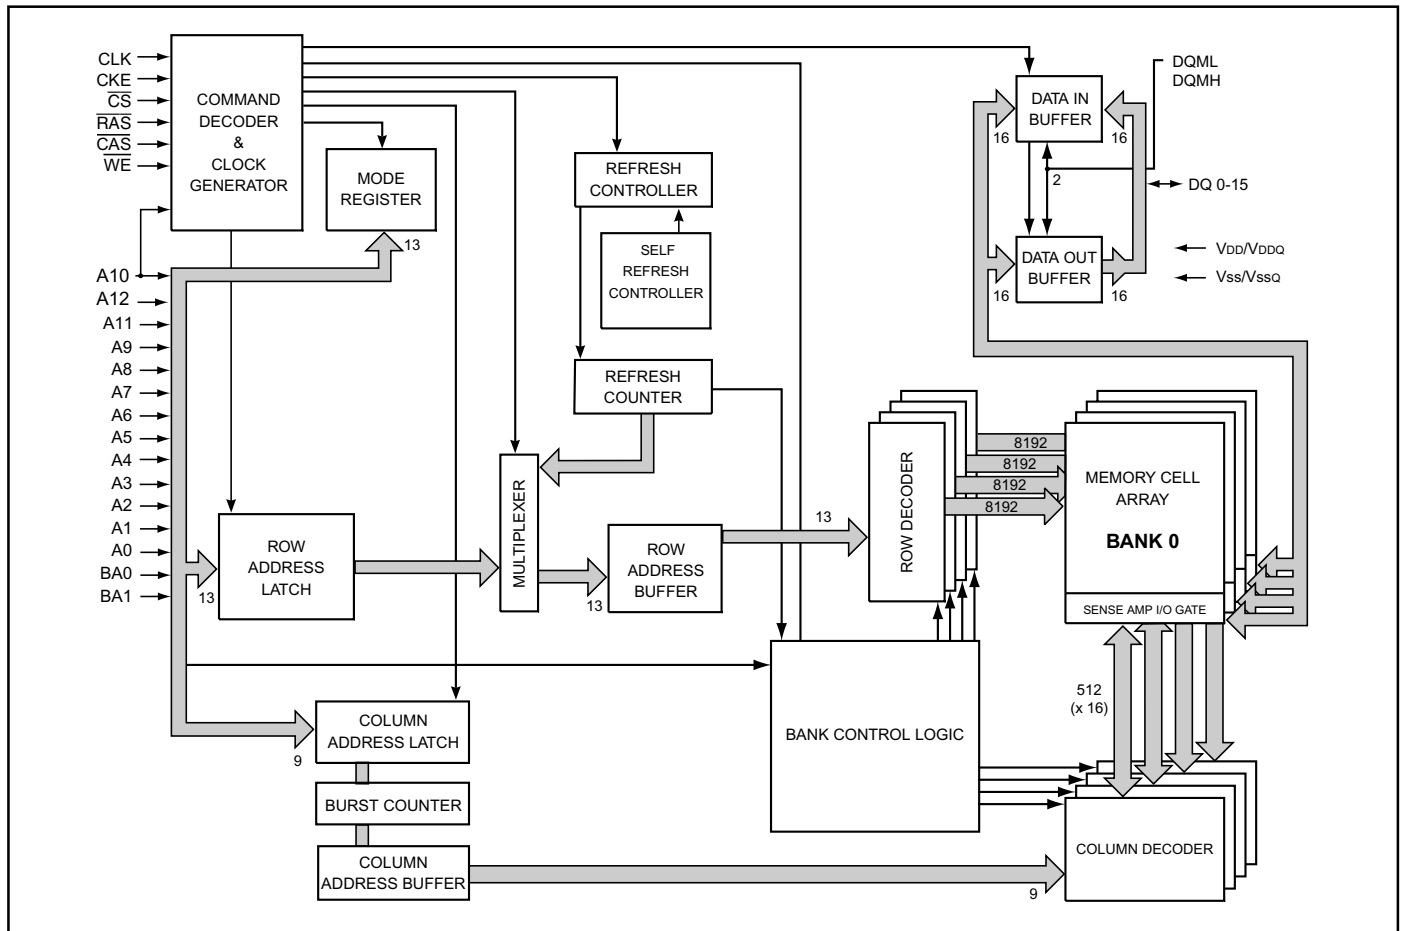 CLK
CKE
CS
RAS
CAS
WE
A10
A12
A11
A9
A8
A7
A6
A5
A4
A3
A2
A1
A0
BA0
BA1
COMMAND
DECODER
&
CLOCK
GENERATOR
MODE
REGISTER
13
REFRESH
CONTROLLER
SELF
REFRESH
CONTROLLER
REFRESH
COUNTER
DATA IN
BUFFER
16
16
2
DQML
DQMH
DQ 0-15
DATA OUT
BUFFER
16
16
VDD/VDDQ
Vss/VssQ
13
ROW
ADDRESS
LATCH
MULTIPLEXER
13
ROW
ADDRESS
BUFFER
13
ROW DECODER
8192
8192
8192
8192
MEMORY CELL
ARRAY
BANK 0
SENSE AMP I/O GATE
512
(x 16)
BANK CONTROL LOGIC
9
COLUMN
ADDRESS LATCH
BURST COUNTER
COLUMN
ADDRESS BUFFER
9
COLUMN DECODER